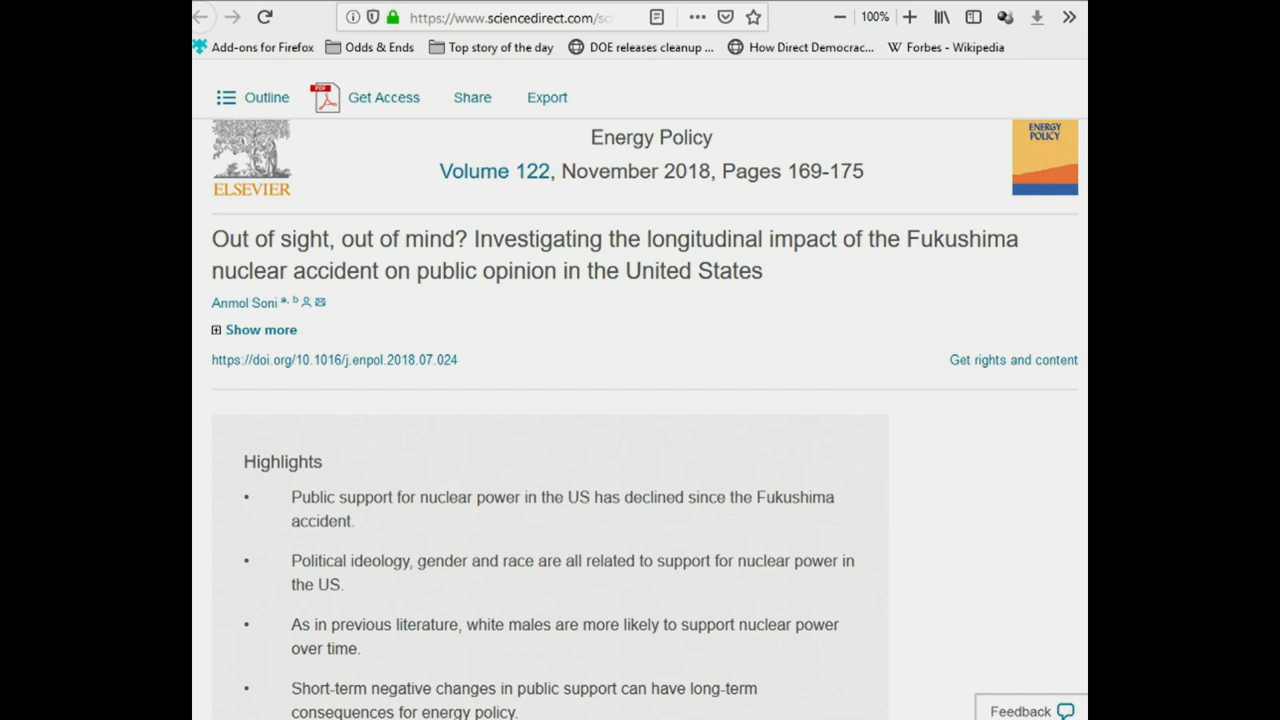 https://www.sciencedirect.com/sc
100%
Add-ons for Firefox
Odds & Ends
Top story of the day
DOE releases cleanup ...
How Direct Democrac...
W Forbes - Wikipedia
Outline
PDF
Get Access
Share
Export
ELSEVIER
Energy Policy
Volume 122, November 2018, Pages 169-175
ENERGY
POLICY
Out of sight, out of mind? Investigating the longitudinal impact of the Fukushima
nuclear accident on public opinion in the United States
Anmol Soni a, b
Show more
https://doi.org/10.1016/j.enpol.2018.07.024
Get rights and content
Highlights
• Public support for nuclear power in the US has declined since the Fukushima
accident.
• Political ideology, gender and race are all related to support for nuclear power in
the US.
• As in previous literature, white males are more likely to support nuclear power
over time.
• Short-term negative changes in public support can have long-term
consequences for energy policy.
Feedback